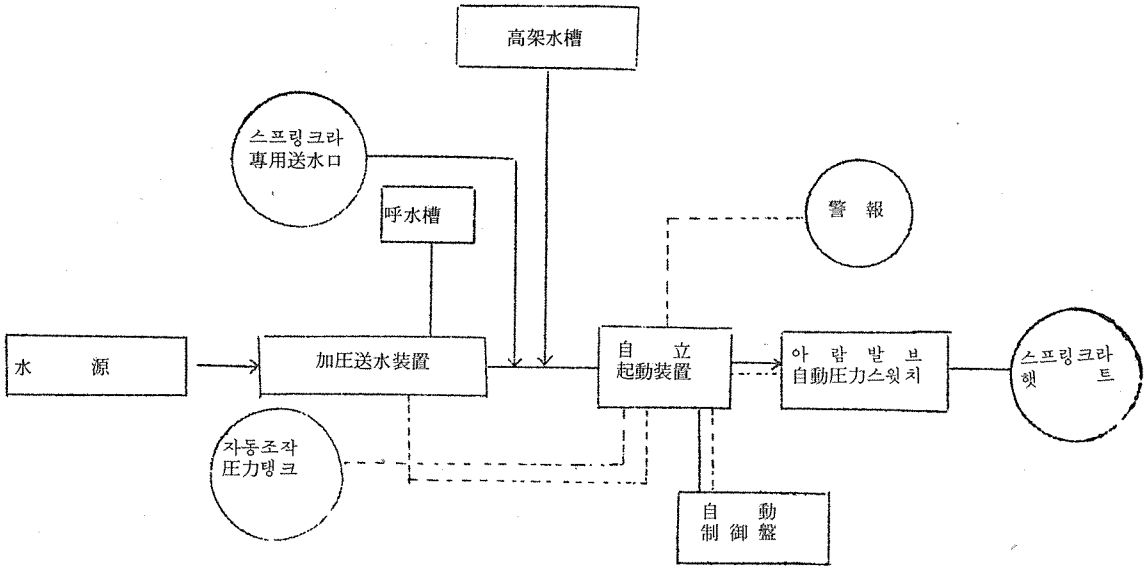 高架水槽
스프링크라
專用送水口
呼水槽
警 報
水 源
加圧送水装置
自 立
起動装置
아 람 발 브
自動圧力스윗치
스프링크라
헷 트
자동조작
圧力탱크
自 動
制 御 盤